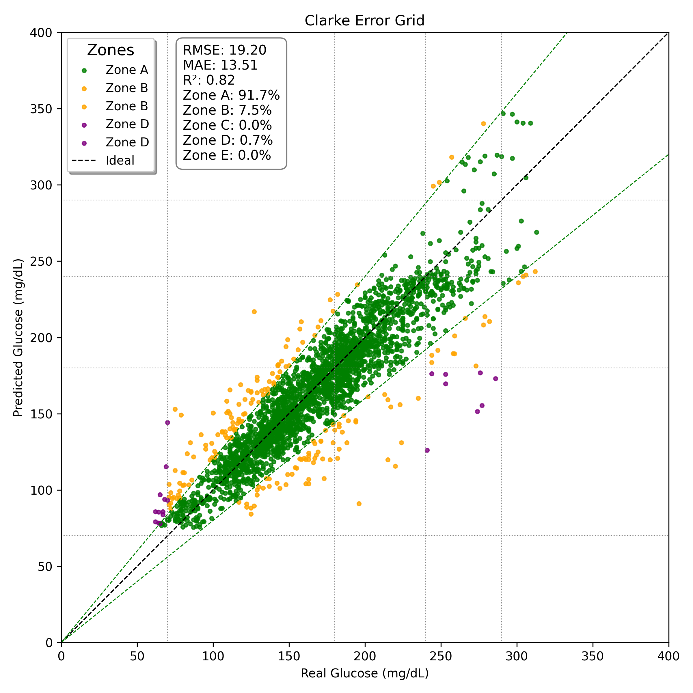 Clarke Error Grid
Zones
Zone A
Zone B
Zone B
Zone D
Zone D
Ideal
RMSE: 19.20
MAE: 13.51
R²: 0.82
Zone A: 91.7%
Zone B: 7.5%
Zone C: 0.0%
Zone D: 0.7%
Zone E: 0.0%
Predicted Glucose (mg/dL)
400
350
300
250
200
150
100
50
0
0 50 100 150 200 250 300 350 400
Real Glucose (mg/dL)